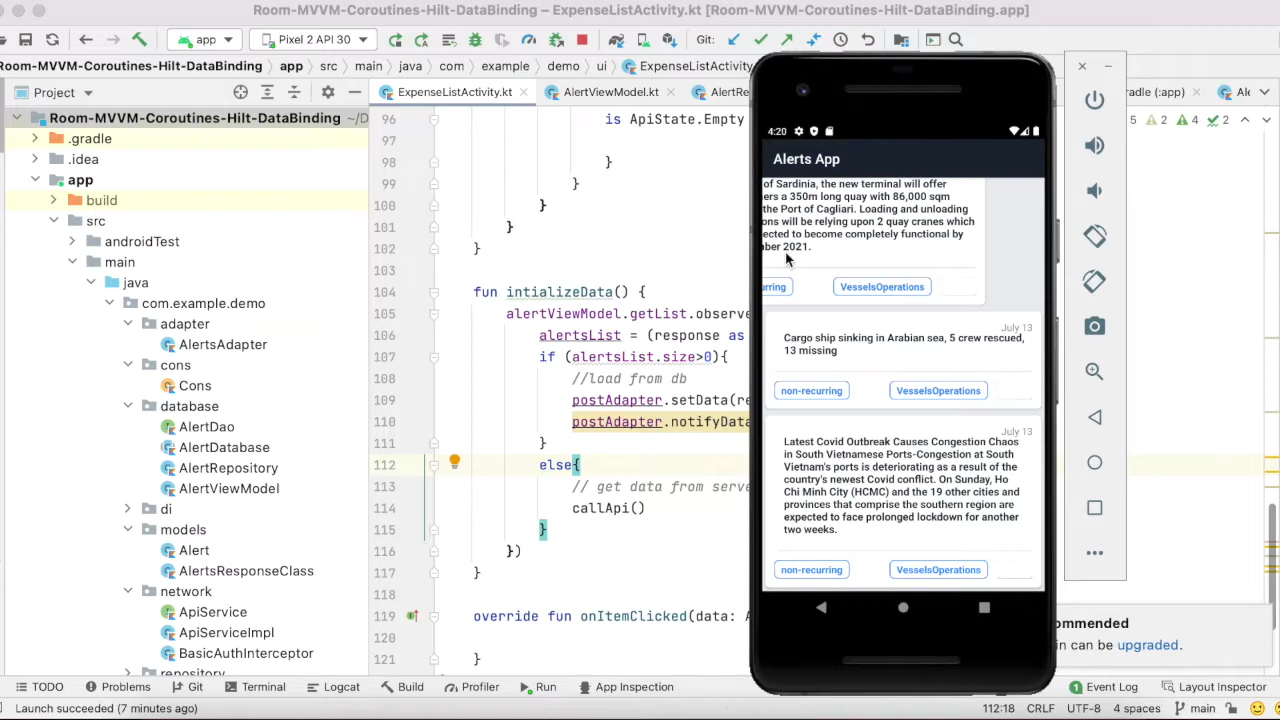 Room-MVVM-Coroutines-Hilt-DataBinding – ExpenseListActivity.kt [Room-MVVM-Coroutines-Hilt-DataBinding.app]
app
Pixel 2 API 30
Git:
Room-MVVM-Coroutines-Hilt-DataBinding
app
src
main
java
com
example
demo
ui
ExpenseListActivity
Project
ExpenseListActivity.kt
AlertViewModel.kt
Gradle (:app)
5
2
4
2
Room-MVVM-Coroutines-Hilt-DataBinding
.gradle
.idea
app
build
src
androidTest
main
java
com.example.demo
adapter
AlertsAdapter
cons
Cons
database
AlertDao
AlertDatabase
AlertRepository
AlertViewModel
di
models
Alert
AlertsResponseClass
network
ApiService
ApiServiceImpl
BasicAuthInterceptor
repository
96 is ApiState.Empty
97
98 }
99 }
100 }
101 }
102 }
103
104 fun intializeData() {
105 alertViewModel.getList.observe
106 alertsList = (response as
107 if (alertsList.size>0){
108 //load from db
109 postAdapter.setData(re
110 postAdapter.notifyData
111 }
112 else{
113 // get data from serve
114 callApi()
115 }
116 })
117 }
118
119 override fun onItemClicked(data: A
120
121 }
4:20
Alerts App
of Sardinia, the new terminal will offer
ers a 350m long quay with 86,000 sqm
the Port of Cagliari. Loading and unloading
ons will be relying upon 2 quay cranes which
ected to become completely functional by
ber 2021.
urring
VesselsOperations
July 13
Cargo ship sinking in Arabian sea, 5 crew rescued,
13 missing
non-recurring
VesselsOperations
July 13
Latest Covid Outbreak Causes Congestion Chaos
in South Vietnamese Ports-Congestion at South
Vietnam's ports is deteriorating as a result of the
country's newest Covid conflict. On Sunday, Ho
Chi Minh City (HCMC) and the 19 other cities and
provinces that comprise the southern region are
expected to face prolonged lockdown for another
two weeks.
non-recurring
VesselsOperations
ommended
in can be upgraded.
TODO
Problems
Git
Terminal
Logcat
Build
Profiler
Run
App Inspection
1 Event Log
Layout Inspector
Launch succeeded (7 minutes ago)
112:18
CRLF
UTF-8
4 spaces
main